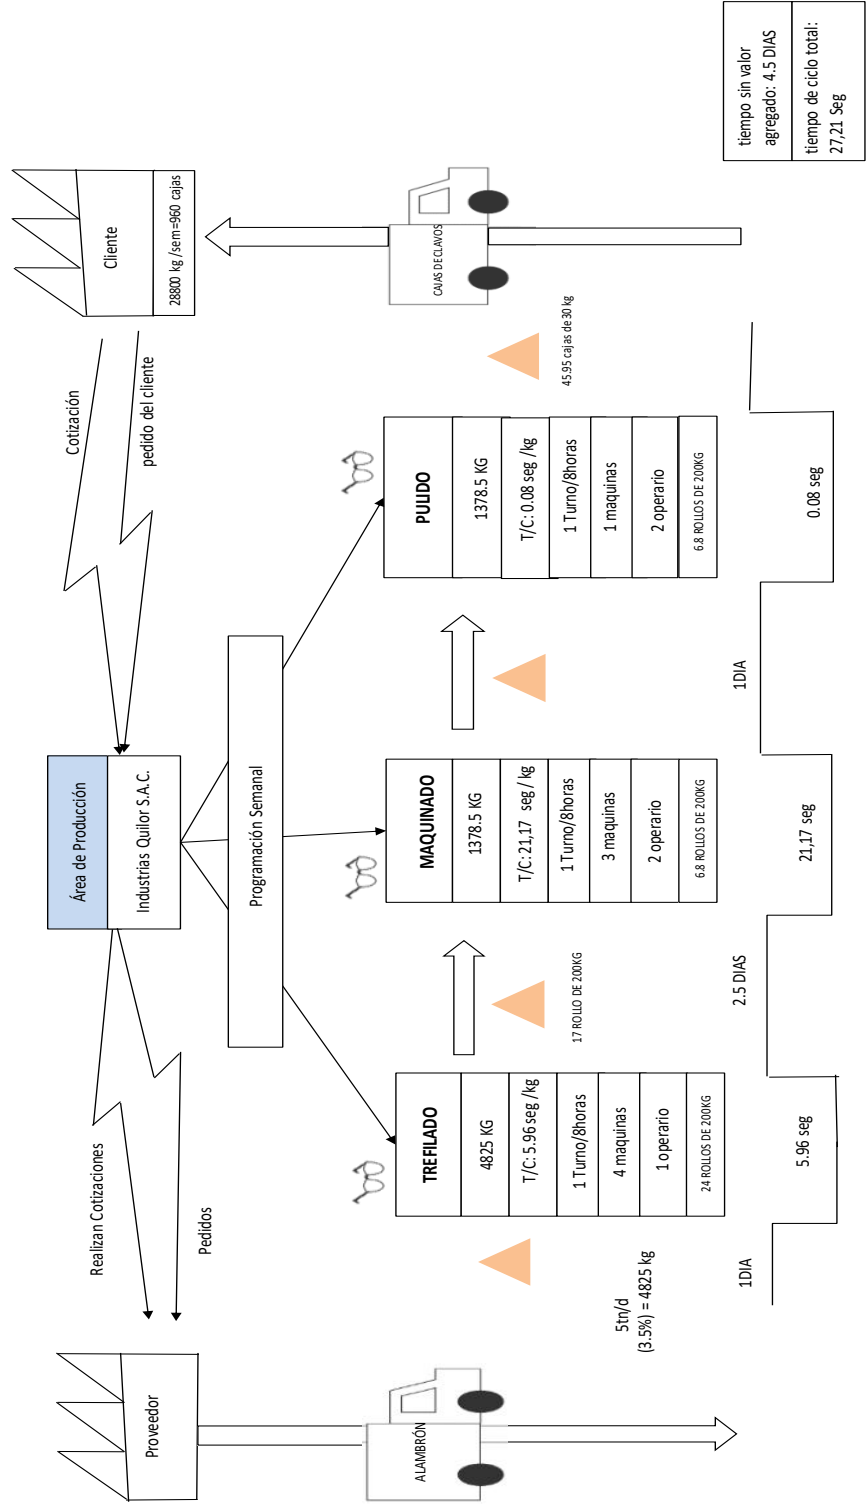 Proveedor
ALAMBRÓN
Realizan Cotizaciones
Pedidos
Área de Producción
Industrias Quilor S.A.C.
Cotización
pedido del cliente
Cliente
28800 kg /sem=960 cajas
CAJAS DE CLAVOS
Programación Semanal
5tn/d
(3.5%) = 4825 kg
TREFILADO
4825 KG
T/C: 5.96 seg /kg
1 Turno/8horas
4 maquinas
1 operario
24 ROLLOS DE 200KG
17 ROLLO DE 200KG
MAQUINADO
1378.5 KG
T/C: 21,17 seg / kg
1 Turno/8horas
3 maquinas
2 operario
6.8 ROLLOS DE 200KG
PULIDO
1378.5 KG
T/C: 0.08 seg /kg
1 Turno/8horas
1 maquinas
2 operario
6.8 ROLLOS DE 200KG
45.95 cajas de 30 kg
1DIA
5.96 seg
2.5 DIAS
21,17 seg
1DIA
0.08 seg
tiempo sin valor
agregado: 4.5 DIAS
tiempo de ciclo total:
27,21 Seg